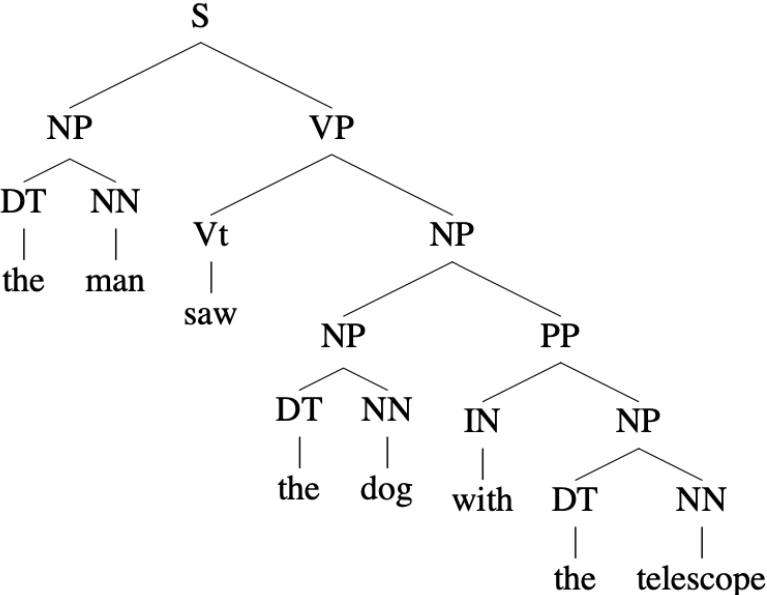 S
NP VP
DT NN Vt NP
the man saw NP PP
DT NN IN NP
the dog with DT NN
the telescope